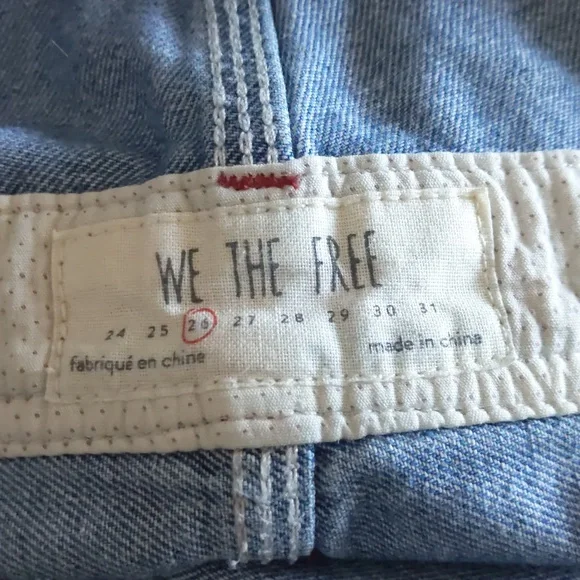 WE THE FREE
24 25 26 27 28 29 30 31
fabriqué en chine made in china